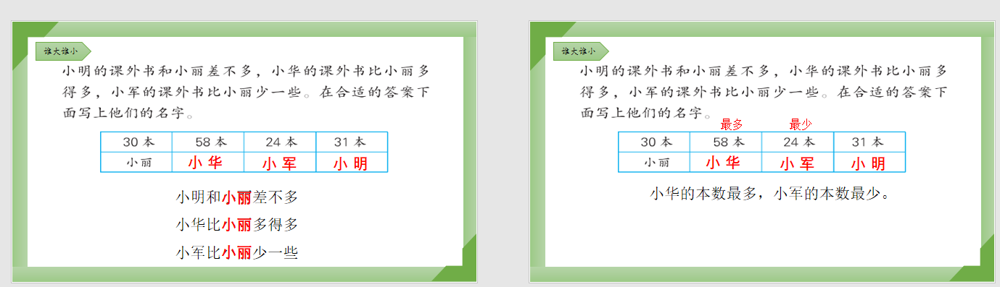 谁大谁小
小明的课外书和小丽差不多，小华的课外书比小丽多
得多，小军的课外书比小丽少一些。在合适的答案下
面写上他们的名字。
30 本 58 本 24 本 31 本
小丽 小华 小军 小明
小明和小丽差不多
小华比小丽多得多
小军比小丽少一些
谁大谁小
小明的课外书和小丽差不多，小华的课外书比小丽多
得多，小军的课外书比小丽少一些。在合适的答案下
面写上他们的名字。
最多 最少
30 本 58 本 24 本 31 本
小丽 小华 小军 小明
小华的本数最多，小军的本数最少。